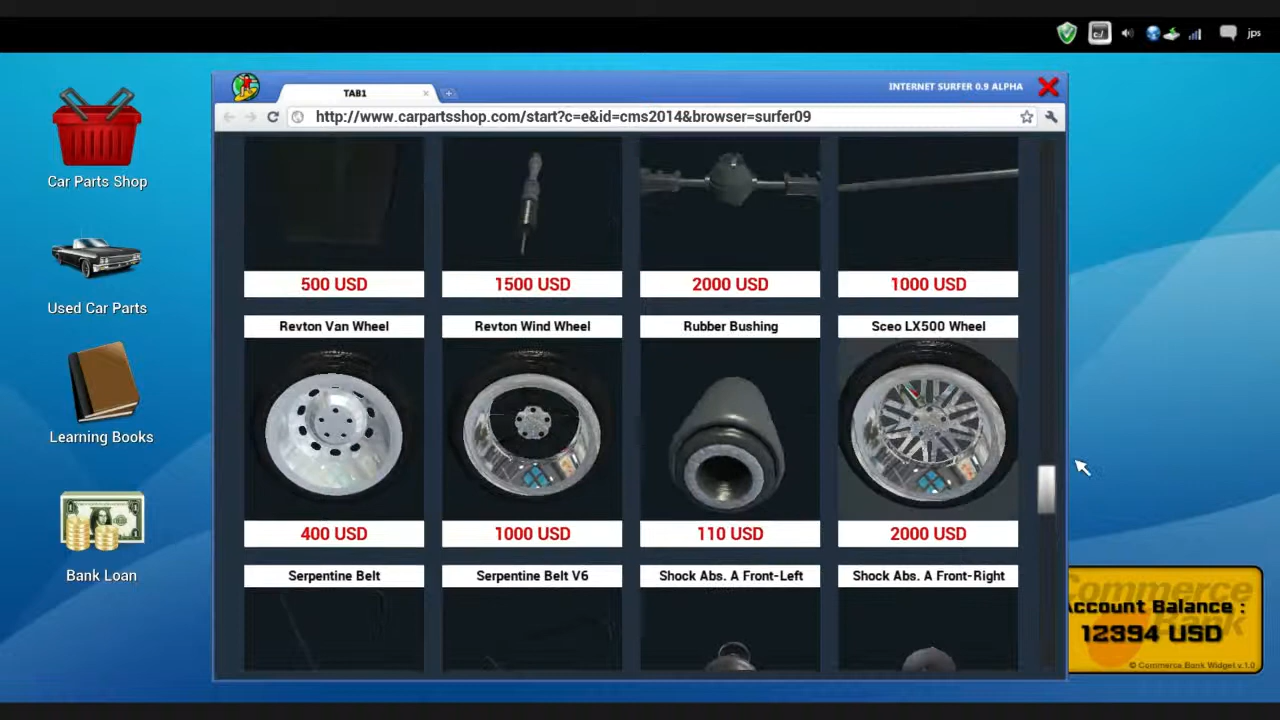 c:/
jps
TAB1
INTERNET SURFER 0.9 ALPHA
http://www.carpartsshop.com/start?c=e&id=cms2014&browser=surfer09
Car Parts Shop
Used Car Parts
Learning Books
Bank Loan
500 USD
1500 USD
2000 USD
1000 USD
Revton Van Wheel
Revton Wind Wheel
Rubber Bushing
Sceo LX500 Wheel
400 USD
1000 USD
110 USD
2000 USD
Serpentine Belt
Serpentine Belt V6
Shock Abs. A Front-Left
Shock Abs. A Front-Right
Commerce
Bank
Account Balance :
12394 USD
© Commerce Bank Widget v.1.0